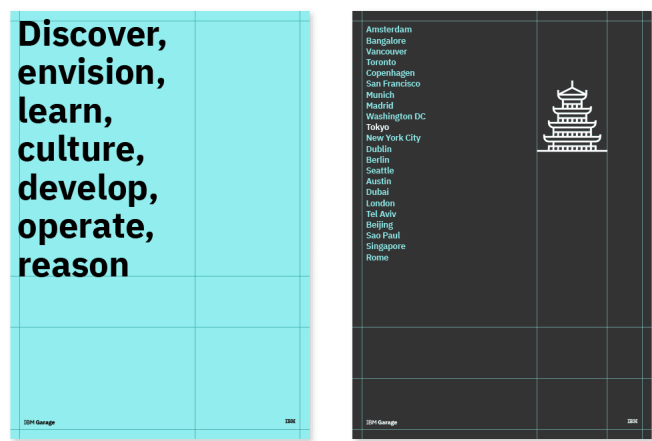 Discover,
envision,
learn,
culture,
develop,
operate,
reason
IBM Garage
IBM
Amsterdam
Bangalore
Vancouver
Toronto
Copenhagen
San Francisco
Munich
Madrid
Washington DC
Tokyo
New York City
Dublin
Berlin
Seattle
Austin
Dubai
London
Tel Aviv
Beijing
Sao Paul
Singapore
Rome
IBM Garage
IBM